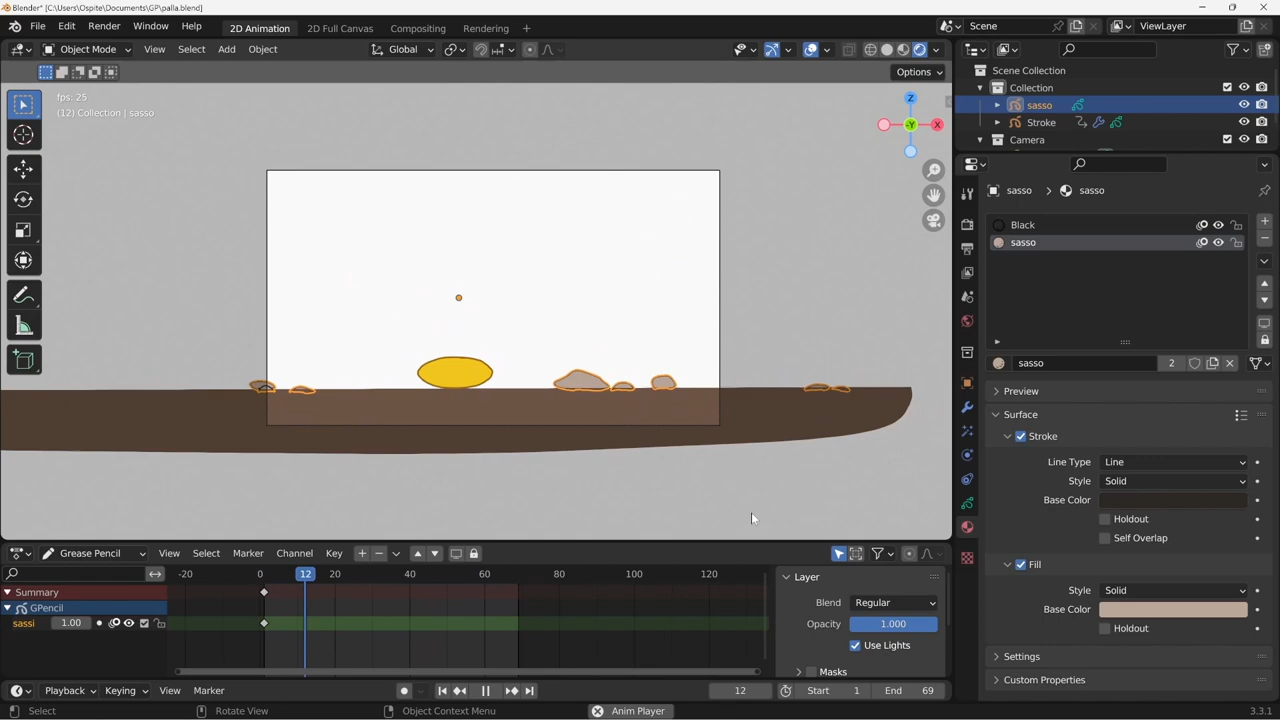 Blender* [C:\Users\Ospite\Documents\GP\palla.blend]
File Edit Render Window Help 2D Animation 2D Full Canvas Compositing Rendering + Scene ViewLayer
Object Mode View Select Add Object Global
Options
fps: 25
(12) Collection | sasso
Z
-Y
X
Scene Collection
Collection
sasso
Stroke
Camera
sasso > sasso
Black
sasso
sasso 2
Preview
Surface
Stroke
Line Type Line
Style Solid
Base Color
Holdout
Self Overlap
Fill
Style Solid
Base Color
Holdout
Settings
Custom Properties
Grease Pencil View Select Marker Channel Key
-20 0 12 20 40 60 80 100 120
Summary
GPencil
sassi 1.00
Layer
Blend Regular
Opacity 1.000
Use Lights
Masks
Playback Keying View Marker 12 Start 1 End 69
Select Rotate View Object Context Menu Anim Player 3.3.1